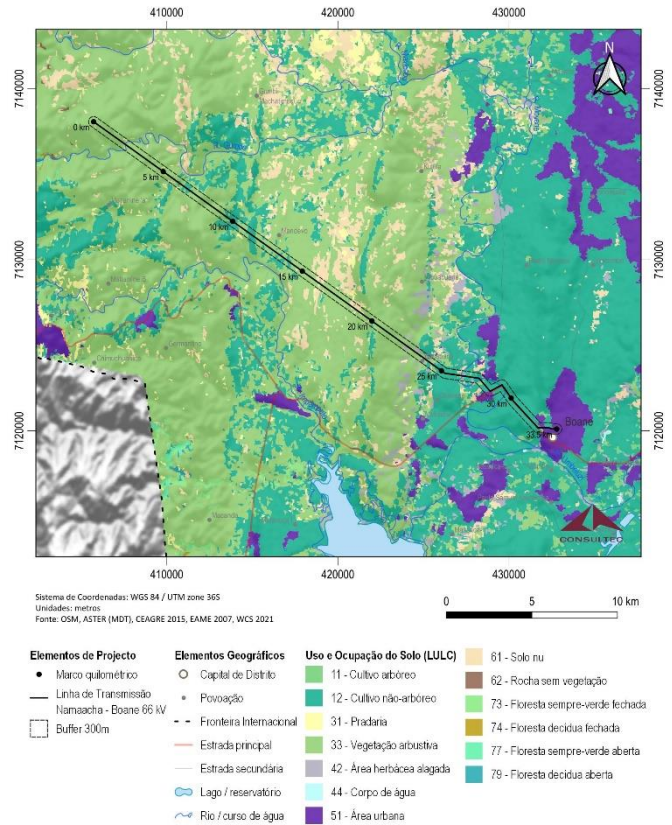 410000
420000
430000
N
7140000
7140000
0 km
5 km
10 km
7130000
7130000
15 km
20 km
25 km
30 km
Boane
33.5 km
7120000
7120000
CONSULTEC
410000
420000
430000
Sistema de Coordenadas: WGS 84 / UTM zone 36S
Unidades: metros
Fonte: OSM, ASTER (MDT), CEAGRE 2015, EAME 2007, WCS 2021
0 5 10 km
Elementos de Projecto
Marco quilométrico
Linha de Transmissão
Namaacha - Boane 66 kV
Buffer 300m
Elementos Geográficos
Capital de Distrito
Povoação
Fronteira Internacional
Estrada principal
Estrada secundária
Lago / reservatório
Rio / curso de água
Uso e Ocupação do Solo (LULC)
11 - Cultivo arbóreo
12 - Cultivo não-arbóreo
31 - Pradaria
33 - Vegetação arbustiva
42 - Área herbácea alagada
44 - Corpo de água
51 - Área urbana
61 - Solo nu
62 - Rocha sem vegetação
73 - Floresta sempre-verde fechada
74 - Floresta decidua fechada
77 - Floresta sempre-verde aberta
79 - Floresta decidua aberta